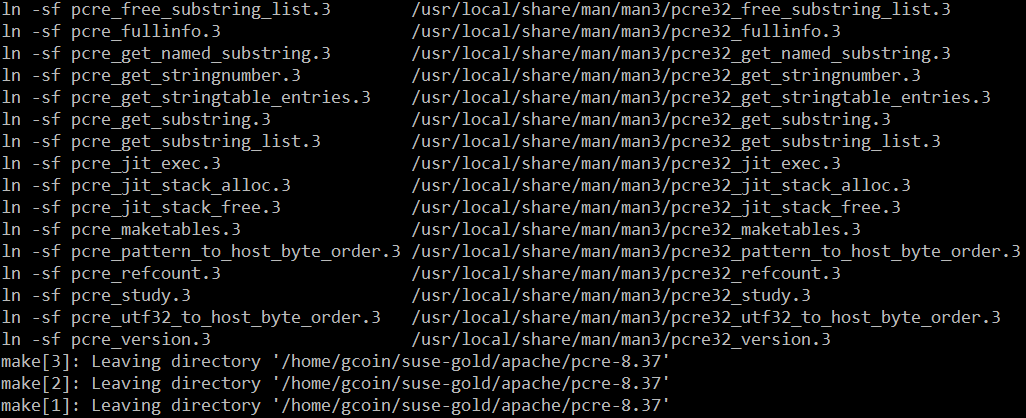 ln -sf pcre_free_substring_list.3 /usr/local/share/man/man3/pcre32_free_substring_list.3
ln -sf pcre_fullinfo.3 /usr/local/share/man/man3/pcre32_fullinfo.3
ln -sf pcre_get_named_substring.3 /usr/local/share/man/man3/pcre32_get_named_substring.3
ln -sf pcre_get_stringnumber.3 /usr/local/share/man/man3/pcre32_get_stringnumber.3
ln -sf pcre_get_stringtable_entries.3 /usr/local/share/man/man3/pcre32_get_stringtable_entries.3
ln -sf pcre_get_substring.3 /usr/local/share/man/man3/pcre32_get_substring.3
ln -sf pcre_get_substring_list.3 /usr/local/share/man/man3/pcre32_get_substring_list.3
ln -sf pcre_jit_exec.3 /usr/local/share/man/man3/pcre32_jit_exec.3
ln -sf pcre_jit_stack_alloc.3 /usr/local/share/man/man3/pcre32_jit_stack_alloc.3
ln -sf pcre_jit_stack_free.3 /usr/local/share/man/man3/pcre32_jit_stack_free.3
ln -sf pcre_maketables.3 /usr/local/share/man/man3/pcre32_maketables.3
ln -sf pcre_pattern_to_host_byte_order.3 /usr/local/share/man/man3/pcre32_pattern_to_host_byte_order.3
ln -sf pcre_refcount.3 /usr/local/share/man/man3/pcre32_refcount.3
ln -sf pcre_study.3 /usr/local/share/man/man3/pcre32_study.3
ln -sf pcre_utf32_to_host_byte_order.3 /usr/local/share/man/man3/pcre32_utf32_to_host_byte_order.3
ln -sf pcre_version.3 /usr/local/share/man/man3/pcre32_version.3
make[3]: Leaving directory '/home/gcoin/suse-gold/apache/pcre-8.37'
make[2]: Leaving directory '/home/gcoin/suse-gold/apache/pcre-8.37'
make[1]: Leaving directory '/home/gcoin/suse-gold/apache/pcre-8.37'